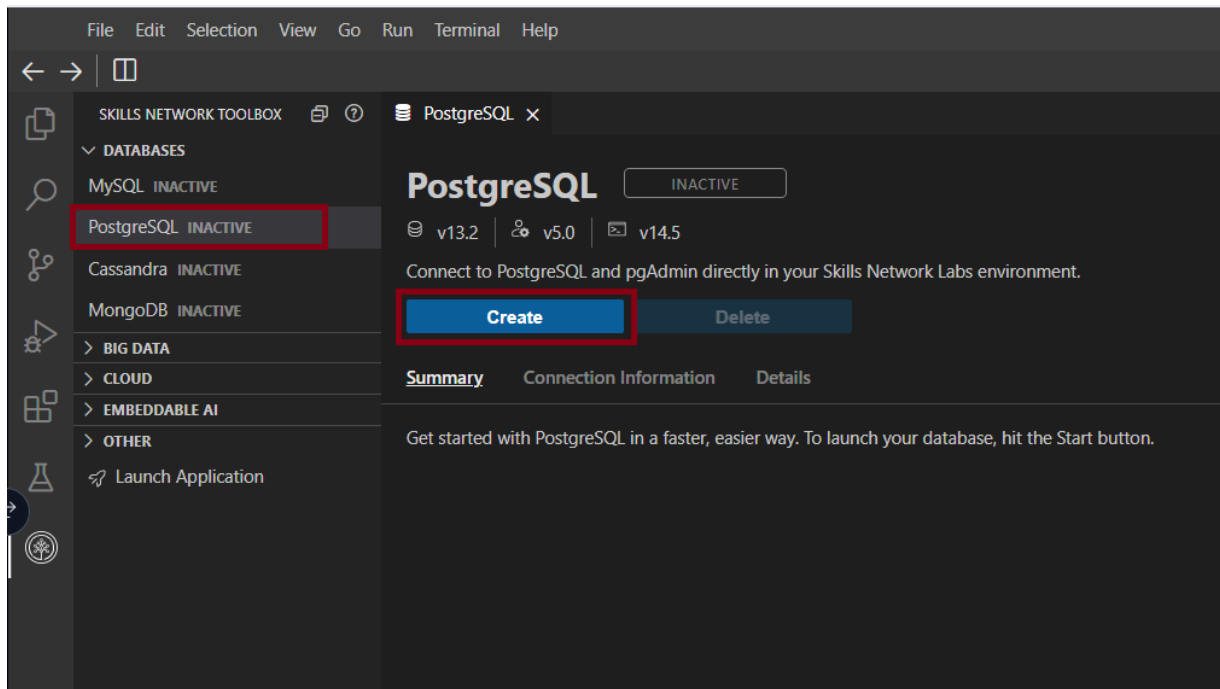 File Edit Selection View Go Run Terminal Help
SKILLS NETWORK TOOLBOX
DATABASES
MySQL INACTIVE
PostgreSQL INACTIVE
Cassandra INACTIVE
MongoDB INACTIVE
BIG DATA
CLOUD
EMBEDDABLE AI
OTHER
Launch Application
PostgreSQL
PostgreSQL INACTIVE
v13.2 v5.0 v14.5
Connect to PostgreSQL and pgAdmin directly in your Skills Network Labs environment.
Create Delete
Summary Connection Information Details
Get started with PostgreSQL in a faster, easier way. To launch your database, hit the Start button.